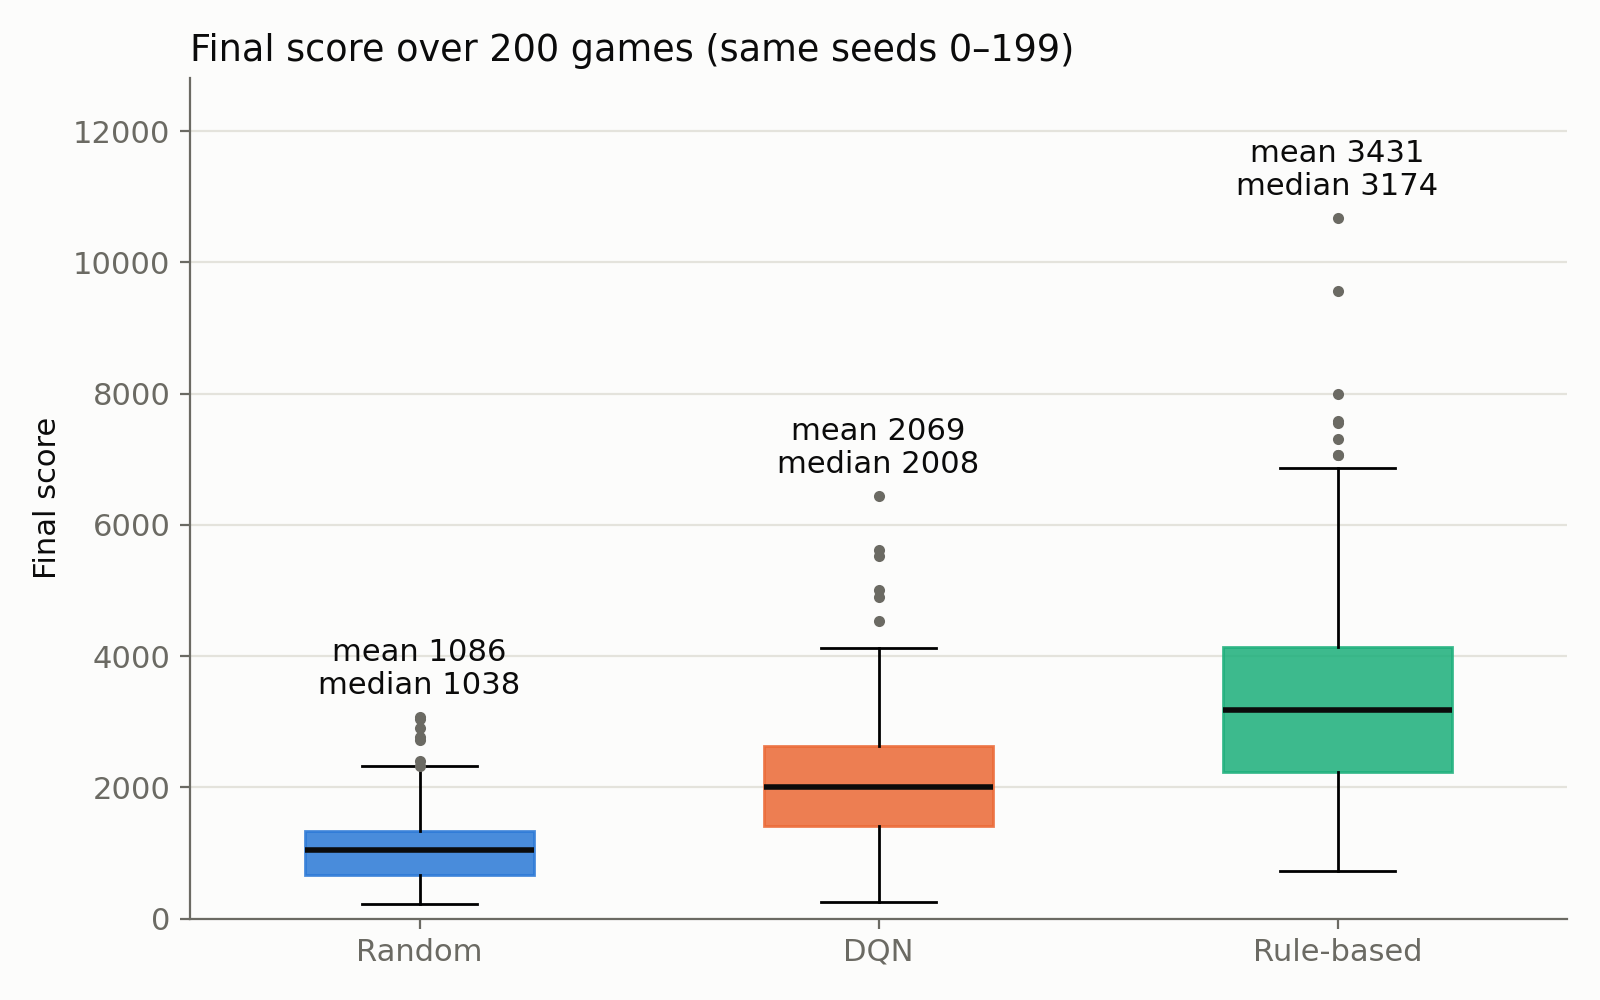 Final score over 200 games (same seeds 0–199)
Final score
12000
10000
8000
6000
4000
2000
0
mean 1086
median 1038
mean 2069
median 2008
mean 3431
median 3174
Random
DQN
Rule-based